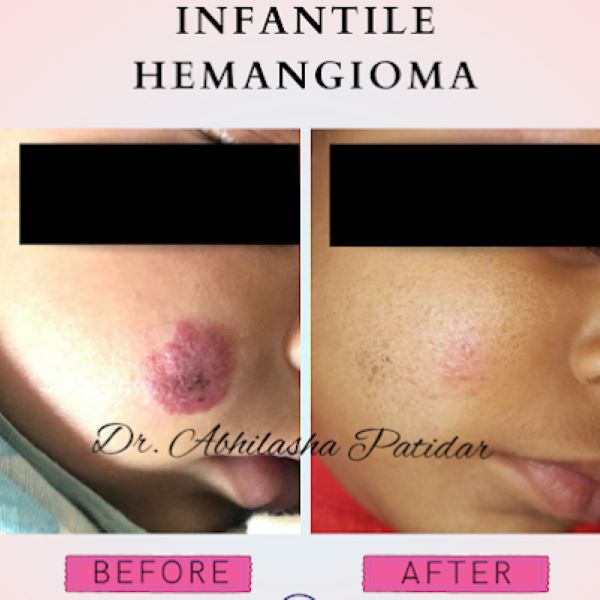 INFANTILE
HEMANGIOMA
Dr. Abhilasha Patidar
BEFORE
AFTER